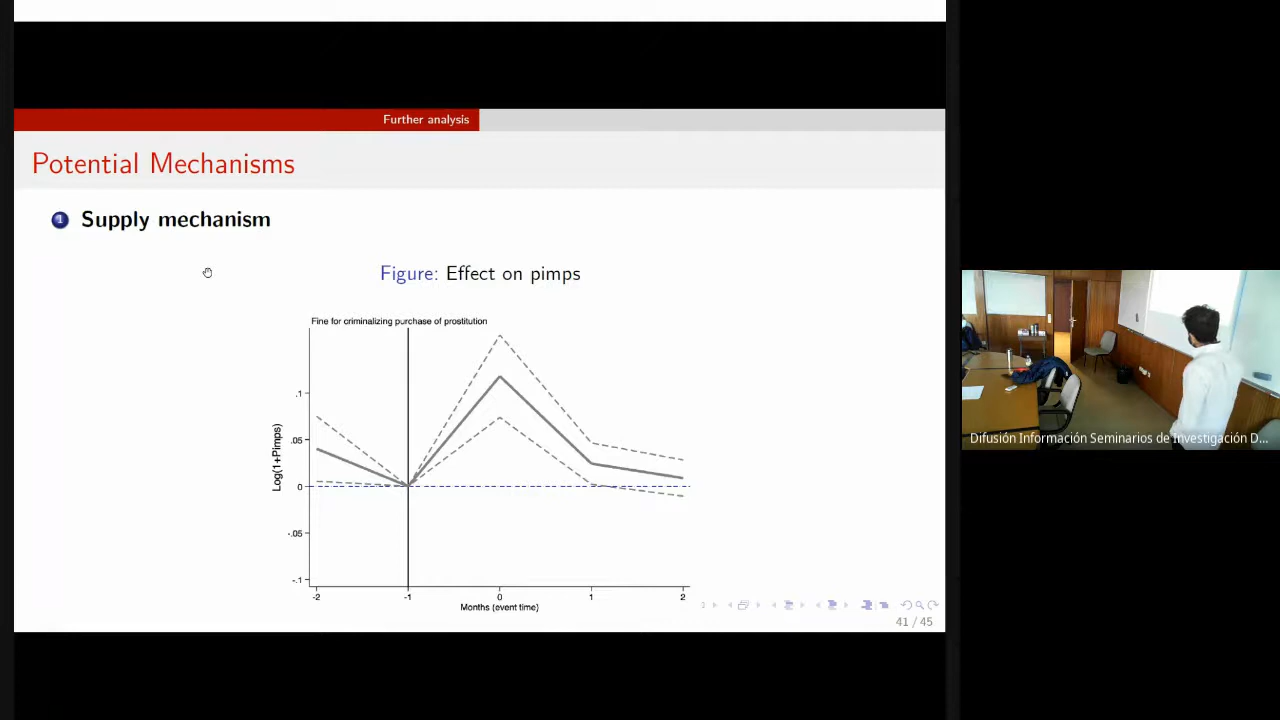 Further analysis
Potential Mechanisms
1 Supply mechanism
Figure: Effect on pimps
Fine for criminalizing purchase of prostitution
Log(1+Pimps)
.1
.05
0
-.05
-.1
-2 -1 0 1 2
Months (event time)
41 / 45
Difusión Información Seminarios de Investigación D...